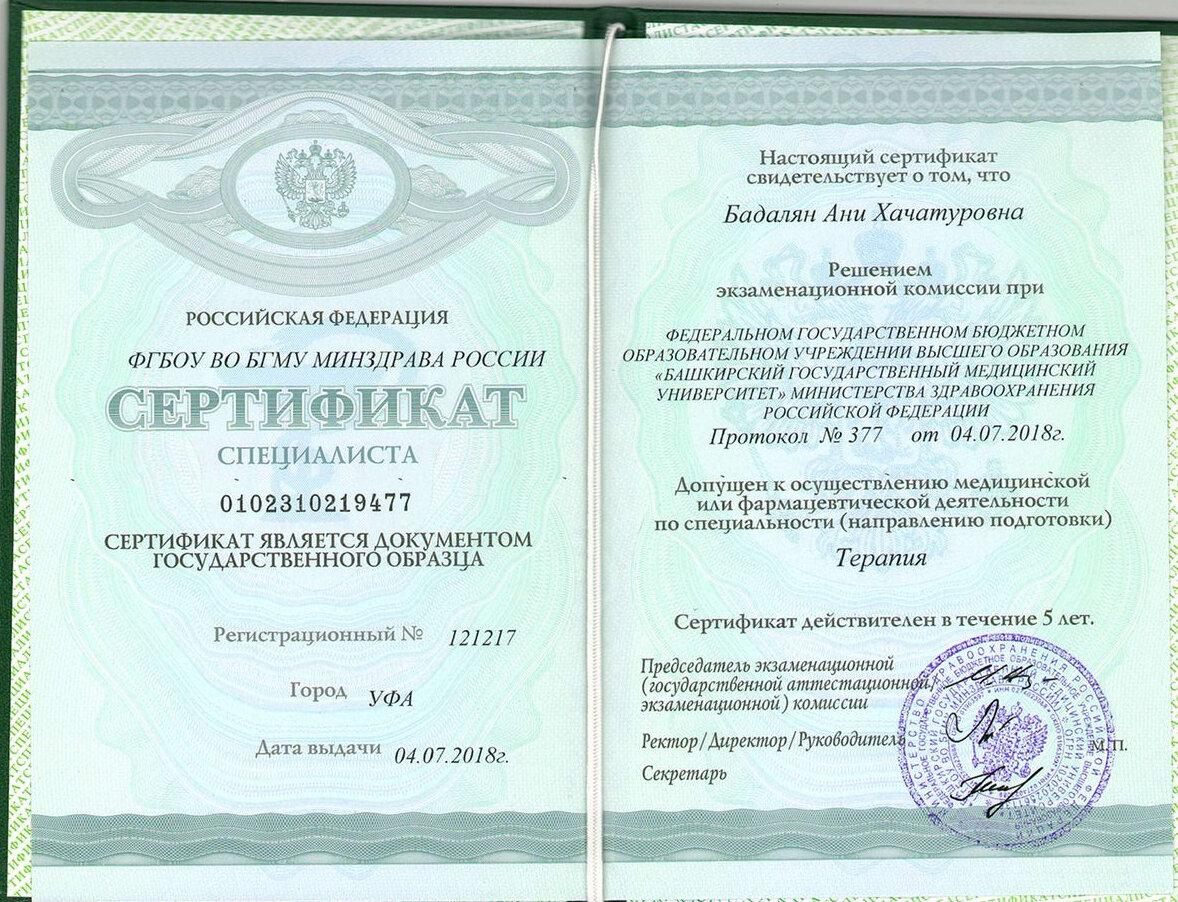 РОССИЙСКАЯ ФЕДЕРАЦИЯ
ФГБОУ ВО БГМУ МИНЗДРАВА РОССИИ
СЕРТИФИКАТ
СПЕЦИАЛИСТА
0102310219477
СЕРТИФИКАТ ЯВЛЯЕТСЯ ДОКУМЕНТОМ
ГОСУДАРСТВЕННОГО ОБРАЗЦА
Регистрационный № 121217
Город УФА
Дата выдачи 04.07.2018г.
Настоящий сертификат
свидетельствует о том, что
Бадалян Ани Хачатуровна
Решением
экзаменационной комиссии при
ФЕДЕРАЛЬНОМ ГОСУДАРСТВЕННОМ БЮДЖЕТНОМ
ОБРАЗОВАТЕЛЬНОМ УЧРЕЖДЕНИИ ВЫСШЕГО ОБРАЗОВАНИЯ
«БАШКИРСКИЙ ГОСУДАРСТВЕННЫЙ МЕДИЦИНСКИЙ
УНИВЕРСИТЕТ» МИНИСТЕРСТВА ЗДРАВООХРАНЕНИЯ
РОССИЙСКОЙ ФЕДЕРАЦИИ
Протокол № 377 от 04.07.2018г.
Допущен к осуществлению медицинской
или фармацевтической деятельности
по специальности (направлению подготовки)
Терапия
Сертификат действителен в течение 5 лет.
Председатель экзаменационной
(государственной аттестационной/
экзаменационной) комиссии
Ректор/Директор/Руководитель
М.П.
Секретарь